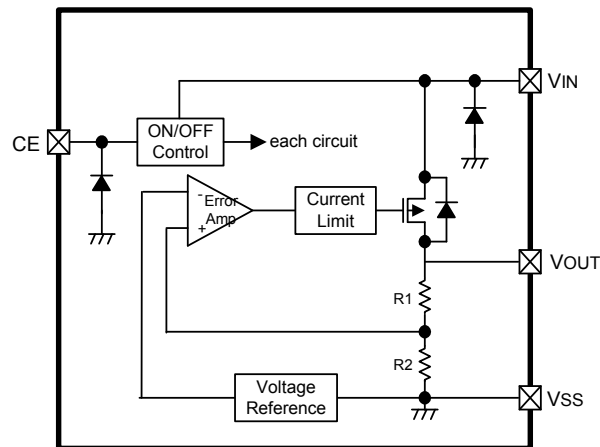 VIN
CE
ON/OFF
Control
each circuit
-
Error
Amp
+
Current
Limit
VOUT
R1
R2
Voltage
Reference
VSS